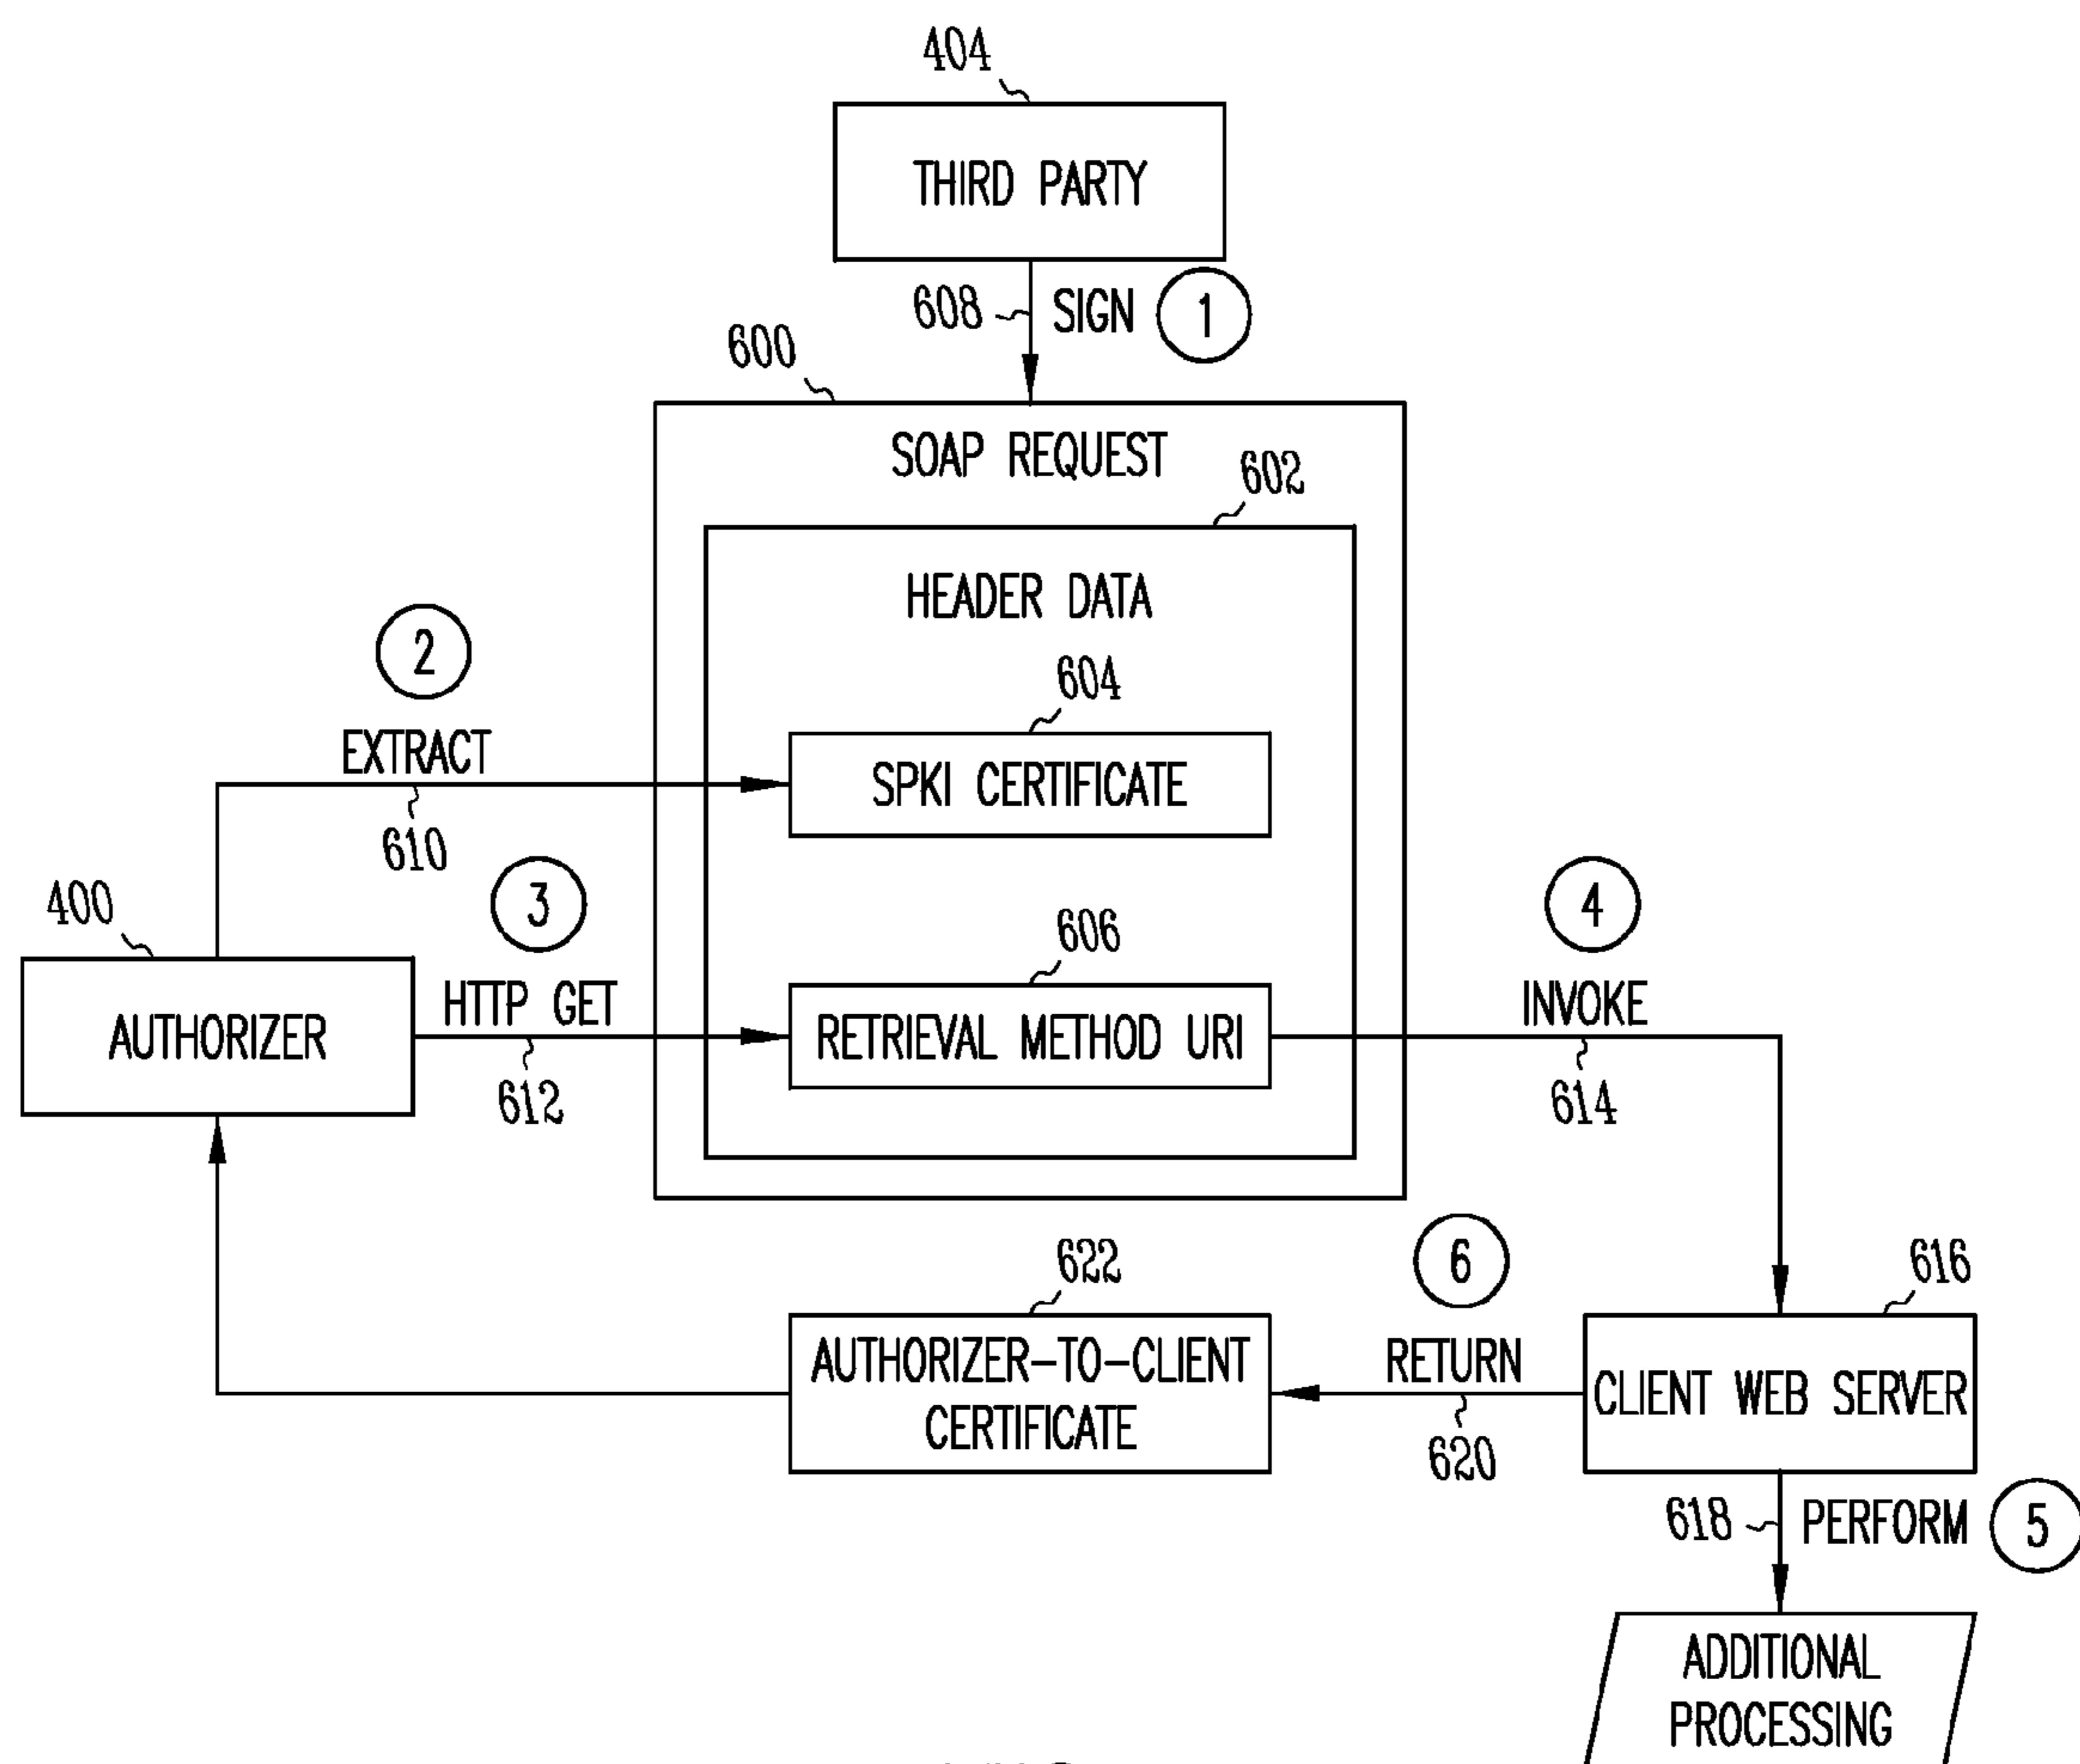 404
THIRD PARTY
608
SIGN
1
600
SOAP REQUEST
602
HEADER DATA
2
604
EXTRACT
SPKI CERTIFICATE
610
3
4
400
606
HTTP GET
INVOKE
AUTHORIZER
RETRIEVAL METHOD URI
612
614
6
622
616
AUTHORIZER-TO-CLIENT
CERTIFICATE
RETURN
CLIENT WEB SERVER
620
618
PERFORM
5
ADDITIONAL
PROCESSING